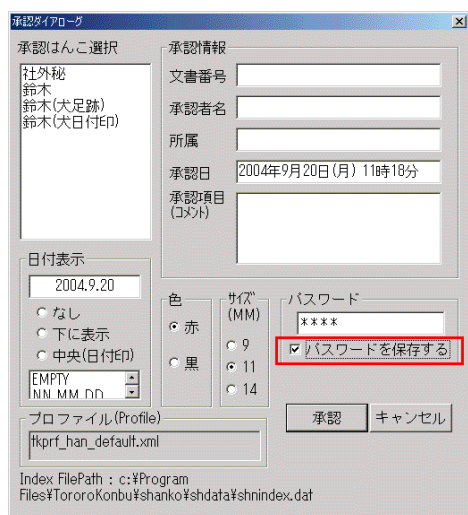 承認ダイアローグ
承認はんこ選択
社外秘
鈴木
鈴木(犬足跡)
鈴木(犬日付印)
承認情報
文書番号
承認者名
所属
承認日 2004年9月20日(月) 11時18分
承認項目
(コメント)
日付表示
2004.9.20
なし
下に表示
中央(日付印)
EMPTY
NN MM DD
色
赤
黒
サイズ
(MM)
9
11
14
パスワード
****
パスワードを保存する
プロファイル(Profile)
tkprf_han_default.xml
承認 キャンセル
Index FilePath : c:¥Program
Files¥TororoKonbu¥shanko¥shdata¥shnindex.dat